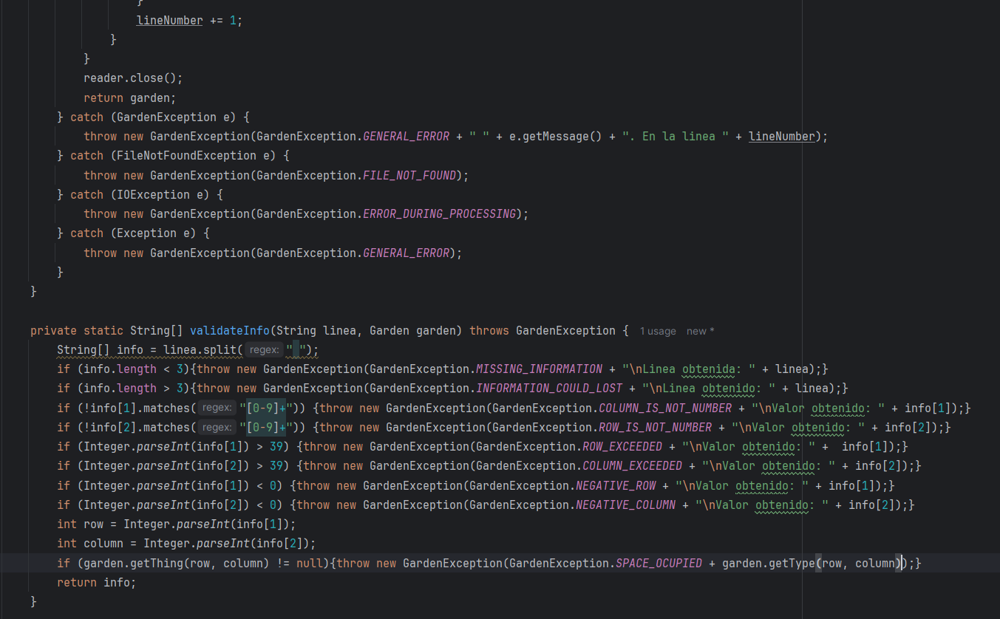 }
lineNumber += 1;
}
}
reader.close();
return garden;
} catch (GardenException e) {
throw new GardenException(GardenException.GENERAL_ERROR + " " + e.getMessage() + ". En la linea " + lineNumber);
} catch (FileNotFoundException e) {
throw new GardenException(GardenException.FILE_NOT_FOUND);
} catch (IOException e) {
throw new GardenException(GardenException.ERROR_DURING_PROCESSING);
} catch (Exception e) {
throw new GardenException(GardenException.GENERAL_ERROR);
}
}
private static String[] validateInfo(String linea, Garden garden) throws GardenException { 1 usage new *
String[] info = linea.split( regex: " ");
if (info.length < 3){throw new GardenException(GardenException.MISSING_INFORMATION + "\nLinea obtenida: " + linea);}
if (info.length > 3){throw new GardenException(GardenException.INFORMATION_COULD_LOST + "\nLinea obtenido: " + linea);}
if (!info[1].matches( regex: "[0-9]+")) {throw new GardenException(GardenException.COLUMN_IS_NOT_NUMBER + "\nValor obtenido: " + info[1]);}
if (!info[2].matches( regex: "[0-9]+")) {throw new GardenException(GardenException.ROW_IS_NOT_NUMBER + "\nValor obtenido: " + info[2]);}
if (Integer.parseInt(info[1]) > 39) {throw new GardenException(GardenException.ROW_EXCEEDED + "\nValor obtenido: " +  info[1]);}
if (Integer.parseInt(info[2]) > 39) {throw new GardenException(GardenException.COLUMN_EXCEEDED + "\nValor obtenido: " + info[2]);}
if (Integer.parseInt(info[1]) < 0) {throw new GardenException(GardenException.NEGATIVE_ROW + "\nValor obtenido: " + info[1]);}
if (Integer.parseInt(info[2]) < 0) {throw new GardenException(GardenException.NEGATIVE_COLUMN + "\nValor obtenido: " + info[2]);}
int row = Integer.parseInt(info[1]);
int column = Integer.parseInt(info[2]);
if (garden.getThing(row, column) != null){throw new GardenException(GardenException.SPACE_OCUPIED + garden.getType(row, column));}
return info;
}